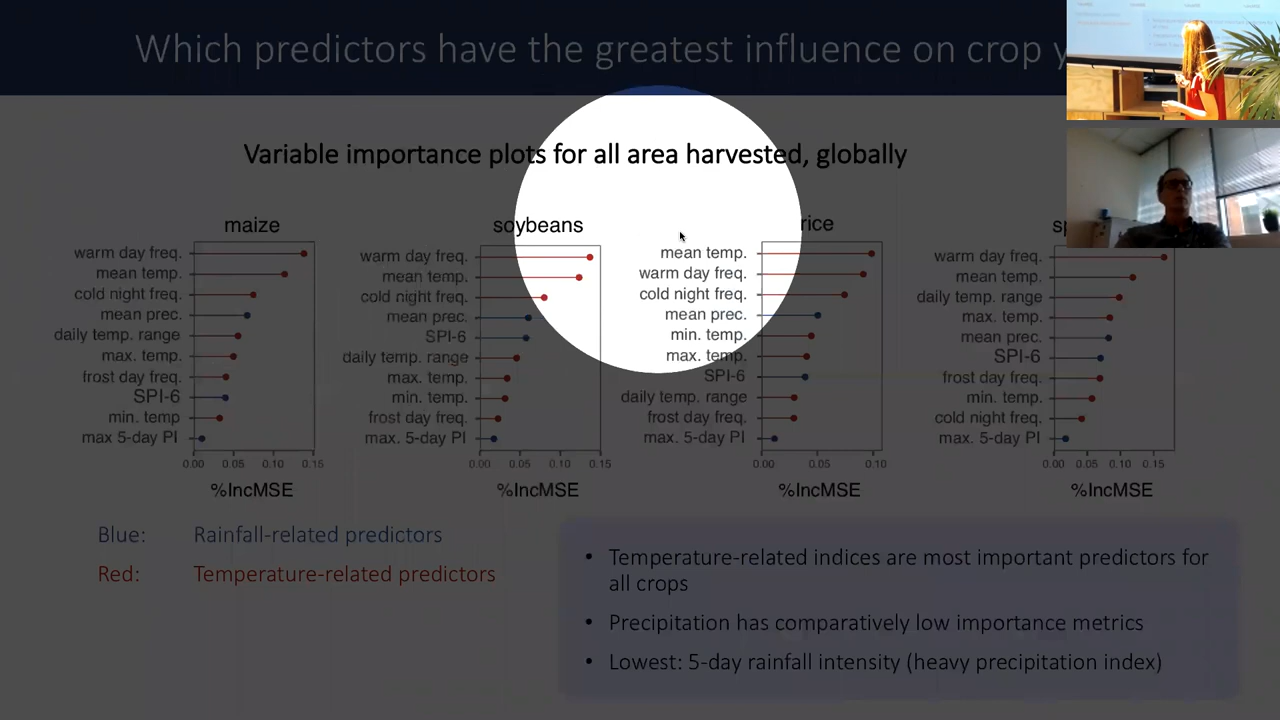 Which predictors have the greatest influence on crop
Variable importance plots for all area harvested, globally
maize
warm day freq.
mean temp.
cold night freq.
mean prec.
daily temp. range
max. temp.
frost day freq.
SPI-6
min. temp
max 5-day PI
0.00 0.05 0.10 0.15
%IncMSE
soybeans
warm day freq.
mean temp.
cold night freq.
mean prec.
SPI-6
daily temp. range
max. temp.
min. temp.
frost day freq.
max. 5-day PI
0.00 0.05 0.10 0.15
%IncMSE
rice
mean temp.
warm day freq.
cold night freq.
mean prec.
min. temp.
max. temp.
SPI-6
daily temp. range
frost day freq.
max. 5-day PI
0.00 0.05 0.10
%IncMSE
warm day freq.
mean temp.
daily temp. range
max. temp.
mean prec.
SPI-6
frost day freq.
min. temp.
cold night freq.
max. 5-day PI
0.00 0.05 0.10 0.15
%IncMSE
Blue: Rainfall-related predictors
Red: Temperature-related predictors
• Temperature-related indices are most important predictors for
all crops
• Precipitation has comparatively low importance metrics
• Lowest: 5-day rainfall intensity (heavy precipitation index)